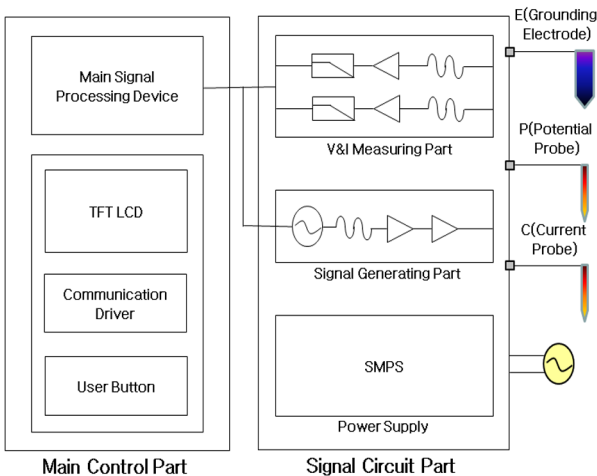 E(Grounding
Electrode)
Main Signal
Processing Device
V&I Measuring Part
P(Potential
Probe)
TFT LCD
C(Current
Probe)
Signal Generating Part
Communication
Driver
SMPS
User Button
Power Supply
Main Control Part
Signal Circuit Part